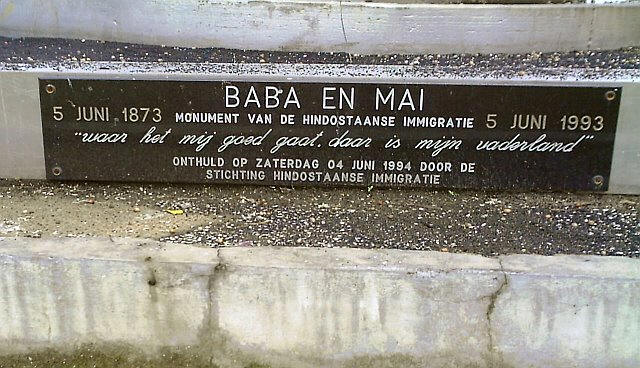 BABA EN MAI
5 JUNI 1873 MONUMENT VAN DE HINDOSTAANSE IMMIGRATIE 5 JUNI 1993
"waar het mij goed gaat, daar is mijn vaderland"
ONTHULD OP ZATERDAG 04 JUNI 1994 DOOR DE
STICHTING HINDOSTAANSE IMMIGRATIE